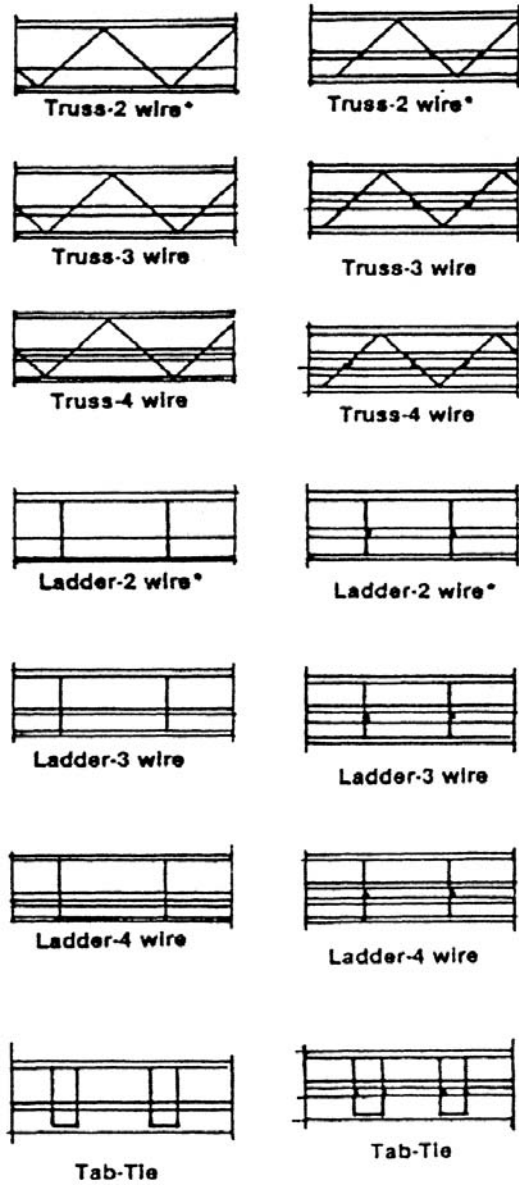 Truss-2 wire*
Truss-2 wire*
Truss-3 wire
Truss-3 wire
Truss-4 wire
Truss-4 wire
Ladder-2 wire*
Ladder-2 wire*
Ladder-3 wire
Ladder-3 wire
Ladder-4 wire
Ladder-4 wire
Tab-Tie
Tab-Tie